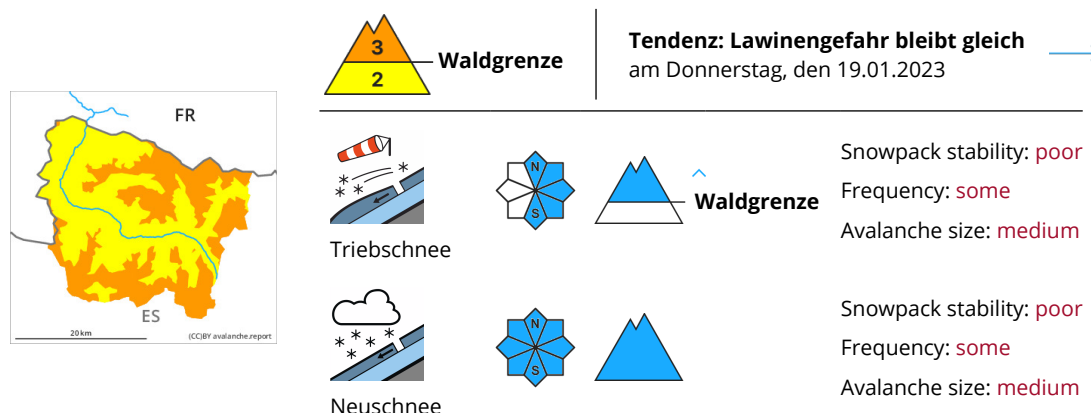 3
2
Waldgrenze
Tendenz: Lawinengefahr bleibt gleich
am Donnerstag, den 19.01.2023
FR
ES
20 km
(CC)BY avalanche.report
N
S
Waldgrenze
Triebschnee
Snowpack stability: poor
Frequency: some
Avalanche size: medium
N
S
Neuschnee
Snowpack stability: poor
Frequency: some
Avalanche size: medium